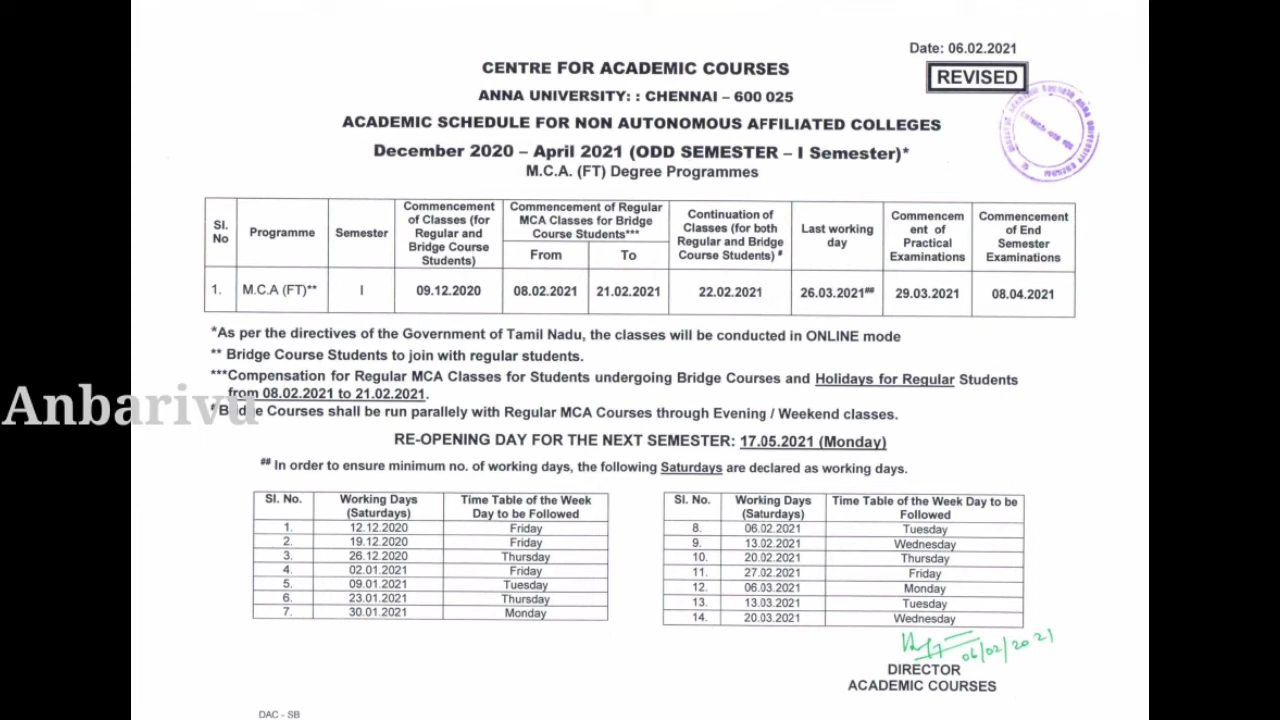 Date: 06.02.2021
REVISED
CENTRE FOR ACADEMIC COURSES
ANNA UNIVERSITY: : CHENNAI – 600 025
ACADEMIC SCHEDULE FOR NON AUTONOMOUS AFFILIATED COLLEGES
December 2020 – April 2021 (ODD SEMESTER – I Semester)*
M.C.A. (FT) Degree Programmes
Sl. No | Programme | Semester | Commencement of Classes (for Regular and Bridge Course Students) | Commencement of Regular MCA Classes for Bridge Course Students*** | Continuation of Classes (for both Regular and Bridge Course Students) # | Last working day | Commencem ent of Practical Examinations | Commencement of End Semester Examinations
From | To
1. | M.C.A (FT)** | I | 09.12.2020 | 08.02.2021 | 21.02.2021 | 22.02.2021 | 26.03.2021## | 29.03.2021 | 08.04.2021
*As per the directives of the Government of Tamil Nadu, the classes will be conducted in ONLINE mode
** Bridge Course Students to join with regular students.
***Compensation for Regular MCA Classes for Students undergoing Bridge Courses and Holidays for Regular Students
from 08.02.2021 to 21.02.2021.
Anbarivu
# Bridge Courses shall be run parallely with Regular MCA Courses through Evening / Weekend classes.
RE-OPENING DAY FOR THE NEXT SEMESTER: 17.05.2021 (Monday)
## In order to ensure minimum no. of working days, the following Saturdays are declared as working days.
Sl. No. | Working Days (Saturdays) | Time Table of the Week Day to be Followed
1. | 12.12.2020 | Friday
2. | 19.12.2020 | Friday
3. | 26.12.2020 | Thursday
4. | 02.01.2021 | Friday
5. | 09.01.2021 | Tuesday
6. | 23.01.2021 | Thursday
7. | 30.01.2021 | Monday
Sl. No. | Working Days (Saturdays) | Time Table of the Week Day to be Followed
8. | 06.02.2021 | Tuesday
9. | 13.02.2021 | Wednesday
10. | 20.02.2021 | Thursday
11. | 27.02.2021 | Friday
12. | 06.03.2021 | Monday
13. | 13.03.2021 | Tuesday
14. | 20.03.2021 | Wednesday
06/02/2021
DIRECTOR
ACADEMIC COURSES
DAC - SB